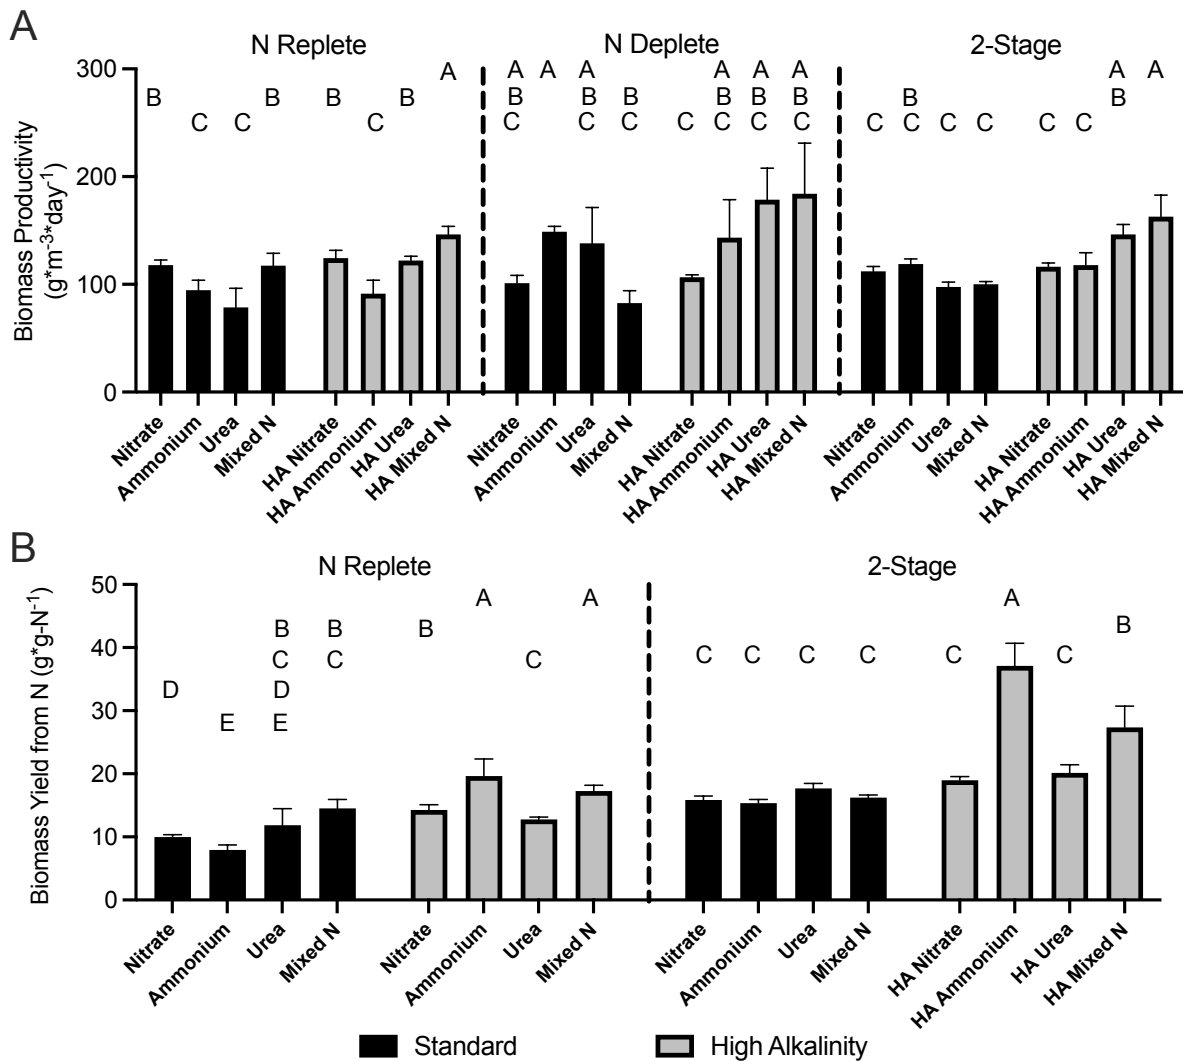 A
N Replete
N Deplete
2-Stage
Biomass Productivity
(g*m-3*day-1)
300
200
100
0
B C C B B C B A
A B C
A
A B C
B C
C
A B C
A B C
A B C
C
B C
C
C
C
C
A B
A
Nitrate
Ammonium
Urea
Mixed N
HA Nitrate
HA Ammonium
HA Urea
HA Mixed N
Nitrate
Ammonium
Urea
Mixed N
HA Nitrate
HA Ammonium
HA Urea
HA Mixed N
Nitrate
Ammonium
Urea
Mixed N
HA Nitrate
HA Ammonium
HA Urea
HA Mixed N
B
N Replete
2-Stage
Biomass Yield from N (g*g-N-1)
50
40
30
20
10
0
D
E
B C D E
B C
B
A
C
A
C
C
C
C
C
A
C
B
Nitrate
Ammonium
Urea
Mixed N
Nitrate
Ammonium
Urea
Mixed N
Nitrate
Ammonium
Urea
Mixed N
HA Nitrate
HA Ammonium
HA Urea
HA Mixed N
Standard
High Alkalinity